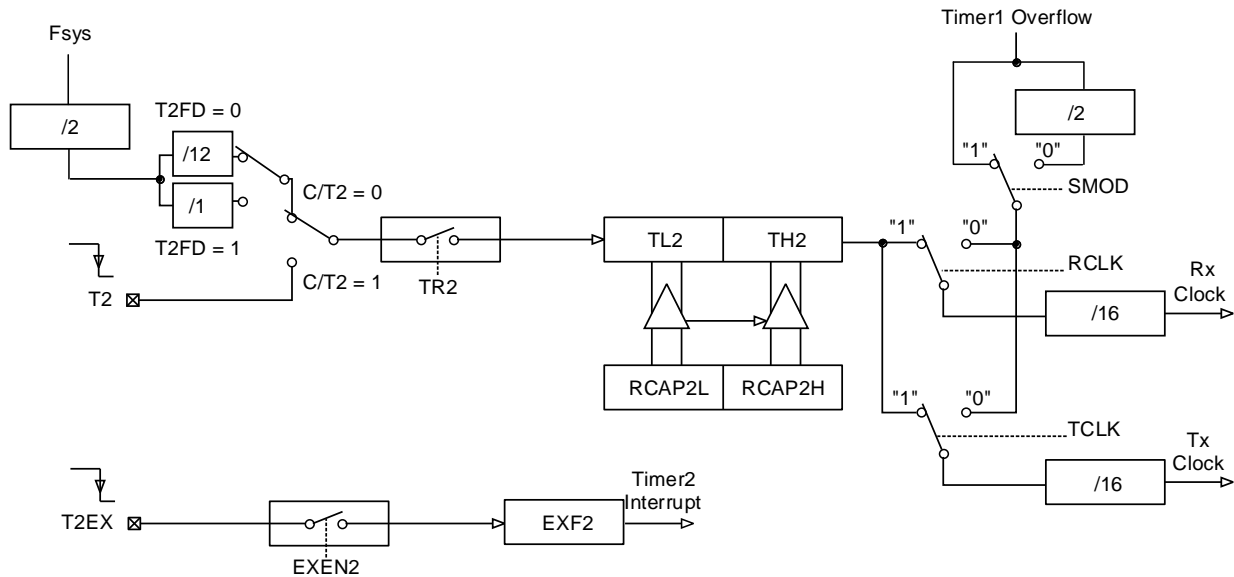 Timer1 Overflow
Fsys
/2
/2
T2FD = 0
/12
/1
T2FD = 1
C/T2 = 0
C/T2 = 1
T2
TR2
TL2
TH2
RCAP2L
RCAP2H
"1"
"0"
SMOD
"1"
"0"
RCLK
/16
Rx
Clock
"1"
"0"
TCLK
/16
Tx
Clock
T2EX
EXEN2
EXF2
Timer2
Interrupt